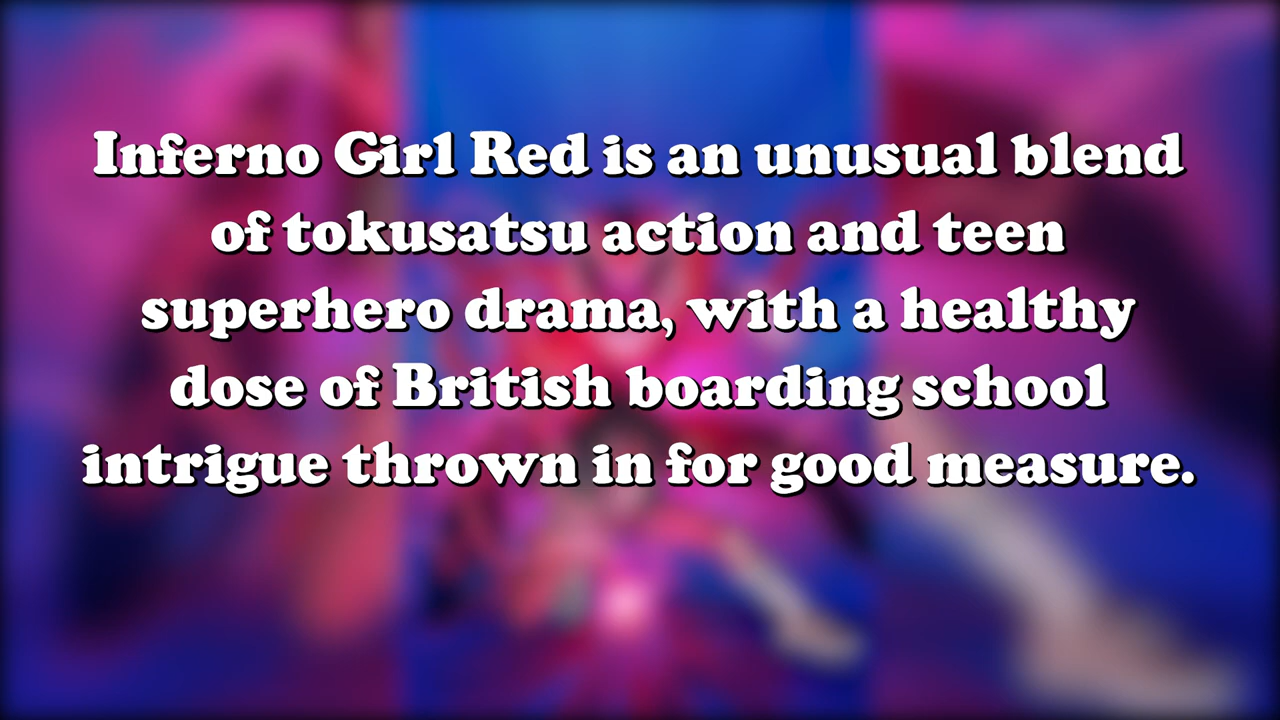 Inferno Girl Red is an unusual blend
of tokusatsu action and teen
superhero drama, with a healthy
dose of British boarding school
intrigue thrown in for good measure.